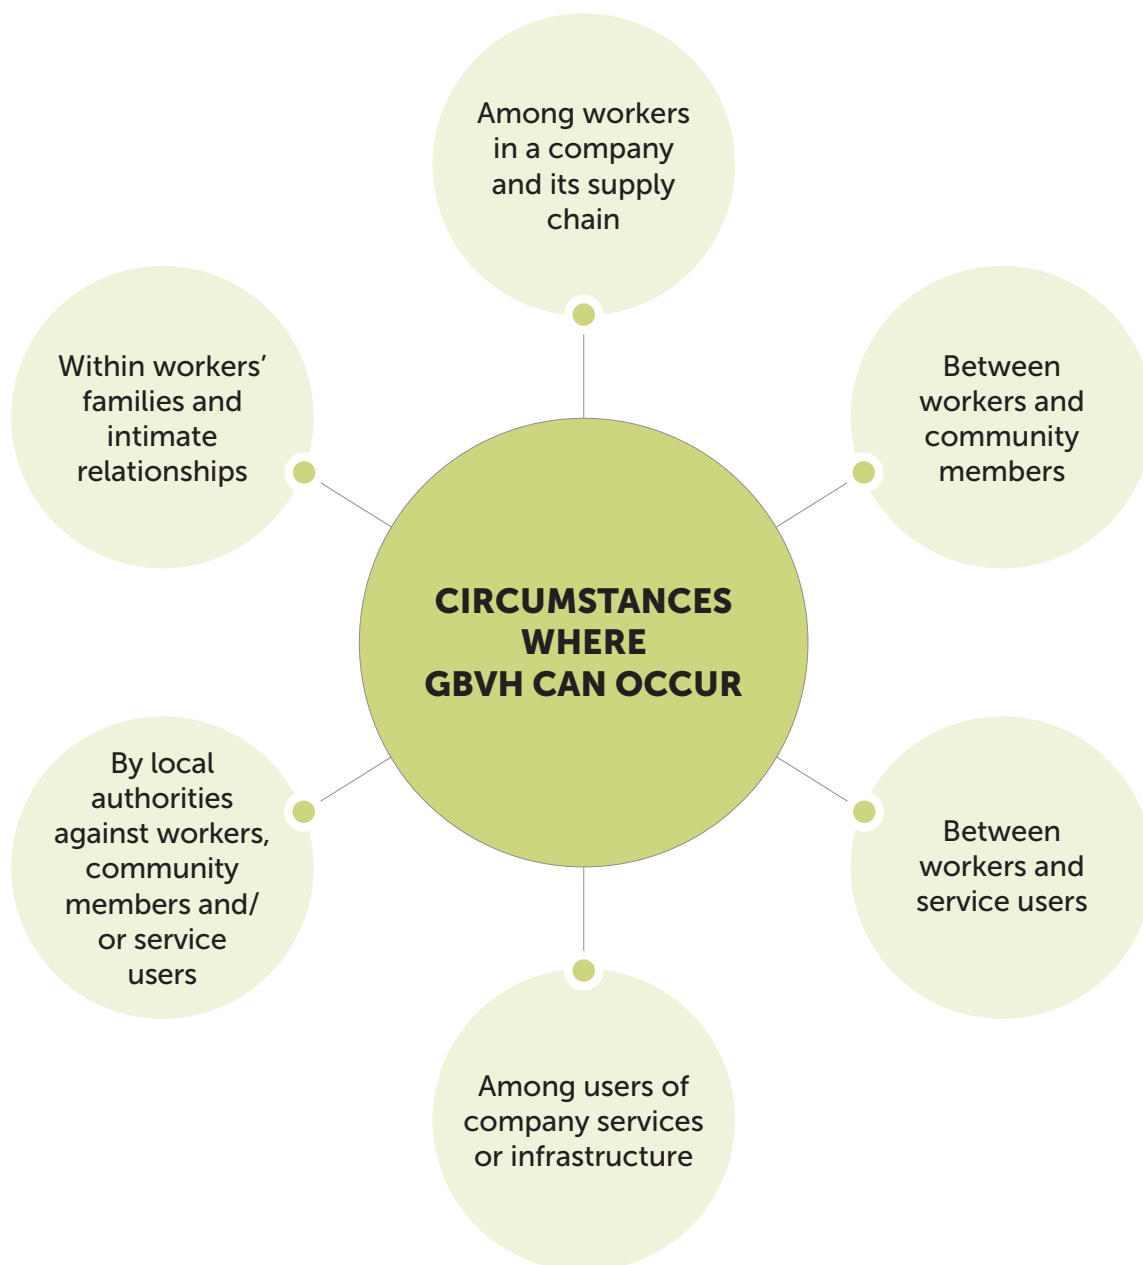 Among workers
in a company
and its supply
chain
Between
workers and
community
members
Between
workers and
service users
Among users of
company services
or infrastructure
By local
authorities
against workers,
community
members and/
or service
users
Within workers’
families and
intimate
relationships
CIRCUMSTANCES
WHERE
GBVH CAN OCCUR